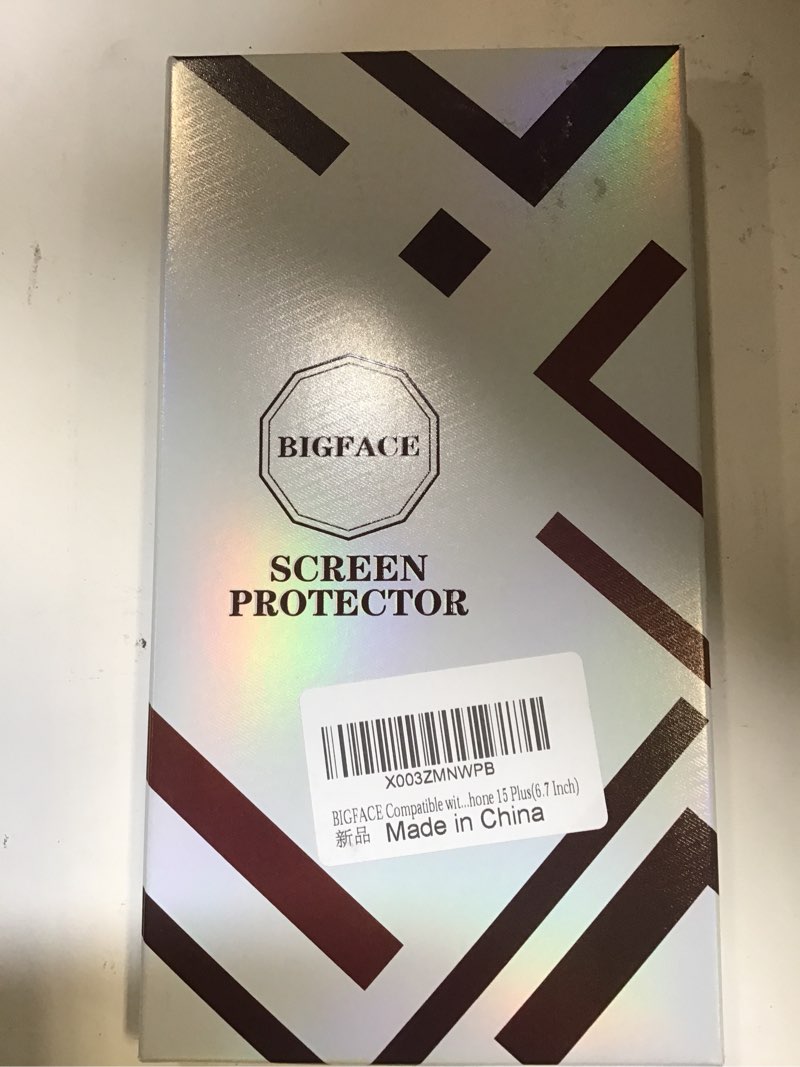 BIGFACE
SCREEN
PROTECTOR
X003ZMNWPB
BIGFACE Compatible wit...hone 15 Plus(6.7 Inch)
新品 Made in China